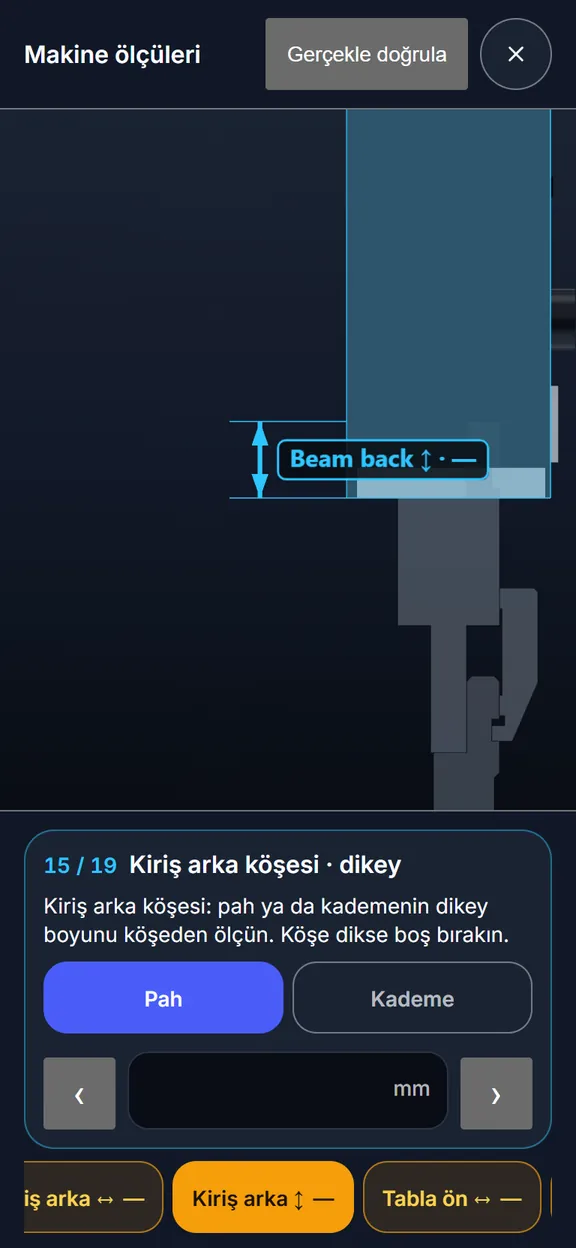 Makine ölçüleri
Gerçekle doğrula
×
Beam back ↕ · —
15 / 19 Kiriş arka köşesi · dikey
Kiriş arka köşesi: pah ya da kademenin dikey
boyunu köşeden ölçün. Köşe dikse boş bırakın.
Pah
Kademe
‹
mm
›
iş arka ↔ —
Kiriş arka ↕ —
Tabla ön ↔ —